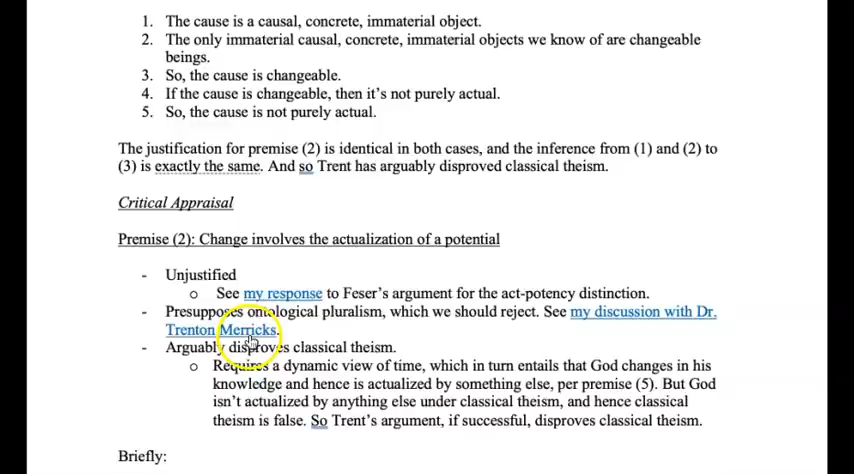 1. The cause is a causal, concrete, immaterial object.
2. The only immaterial causal, concrete, immaterial objects we know of are changeable
beings.
3. So, the cause is changeable.
4. If the cause is changeable, then it's not purely actual.
5. So, the cause is not purely actual.
The justification for premise (2) is identical in both cases, and the inference from (1) and (2) to
(3) is exactly the same. And so Trent has arguably disproved classical theism.
Critical Appraisal
Premise (2): Change involves the actualization of a potential
- Unjustified
o See my response to Feser's argument for the act-potency distinction.
- Presupposes ontological pluralism, which we should reject. See my discussion with Dr.
Trenton Merricks.
- Arguably disproves classical theism.
o Requires a dynamic view of time, which in turn entails that God changes in his
knowledge and hence is actualized by something else, per premise (5). But God
isn't actualized by anything else under classical theism, and hence classical
theism is false. So Trent's argument, if successful, disproves classical theism.
Briefly: